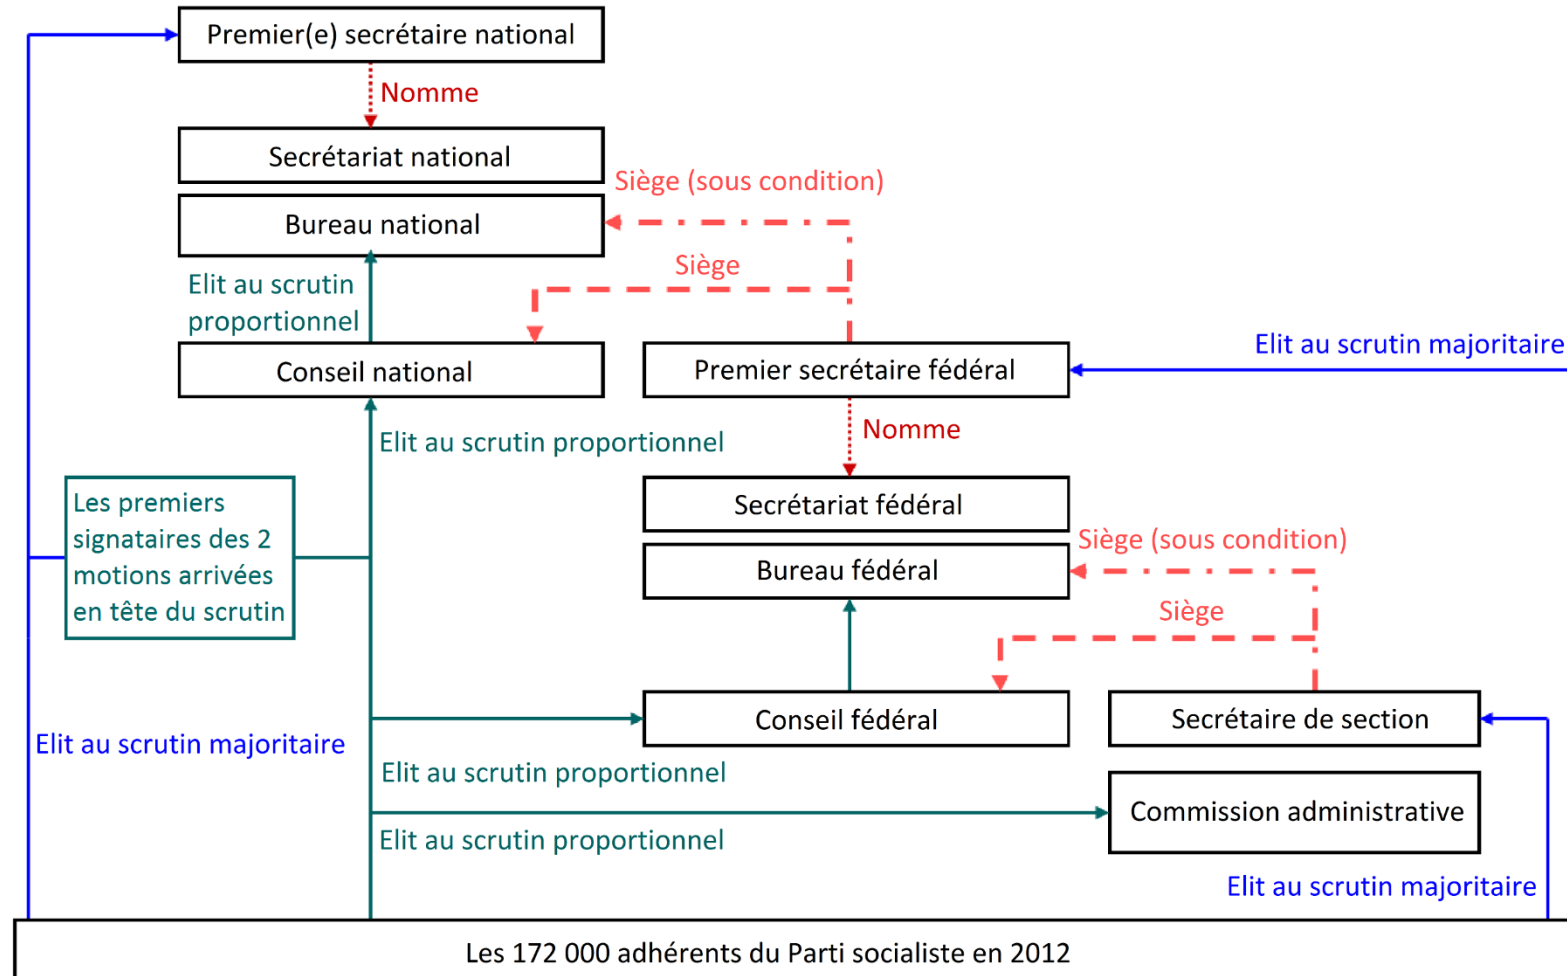 Premier(e) secrétaire national
Nomme
Secrétariat national
Siège (sous condition)
Bureau national
Siège
Elit au scrutin
proportionnel
Elit au scrutin majoritaire
Conseil national
Premier secrétaire fédéral
Elit au scrutin proportionnel
Nomme
Les premiers
signataires des 2
motions arrivées
en tête du scrutin
Secrétariat fédéral
Siège (sous condition)
Bureau fédéral
Siège
Conseil fédéral
Secrétaire de section
Elit au scrutin majoritaire
Elit au scrutin proportionnel
Commission administrative
Elit au scrutin proportionnel
Elit au scrutin majoritaire
Les 172 000 adhérents du Parti socialiste en 2012